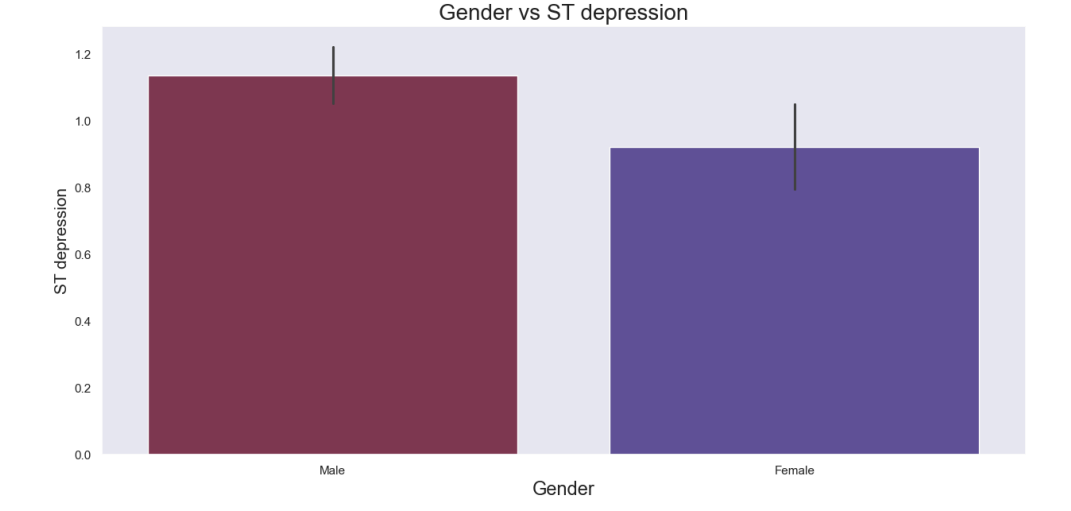 Gender vs ST depression
1.2
1.0
0.8
0.6
0.4
0.2
0.0
ST depression
Male
Female
Gender